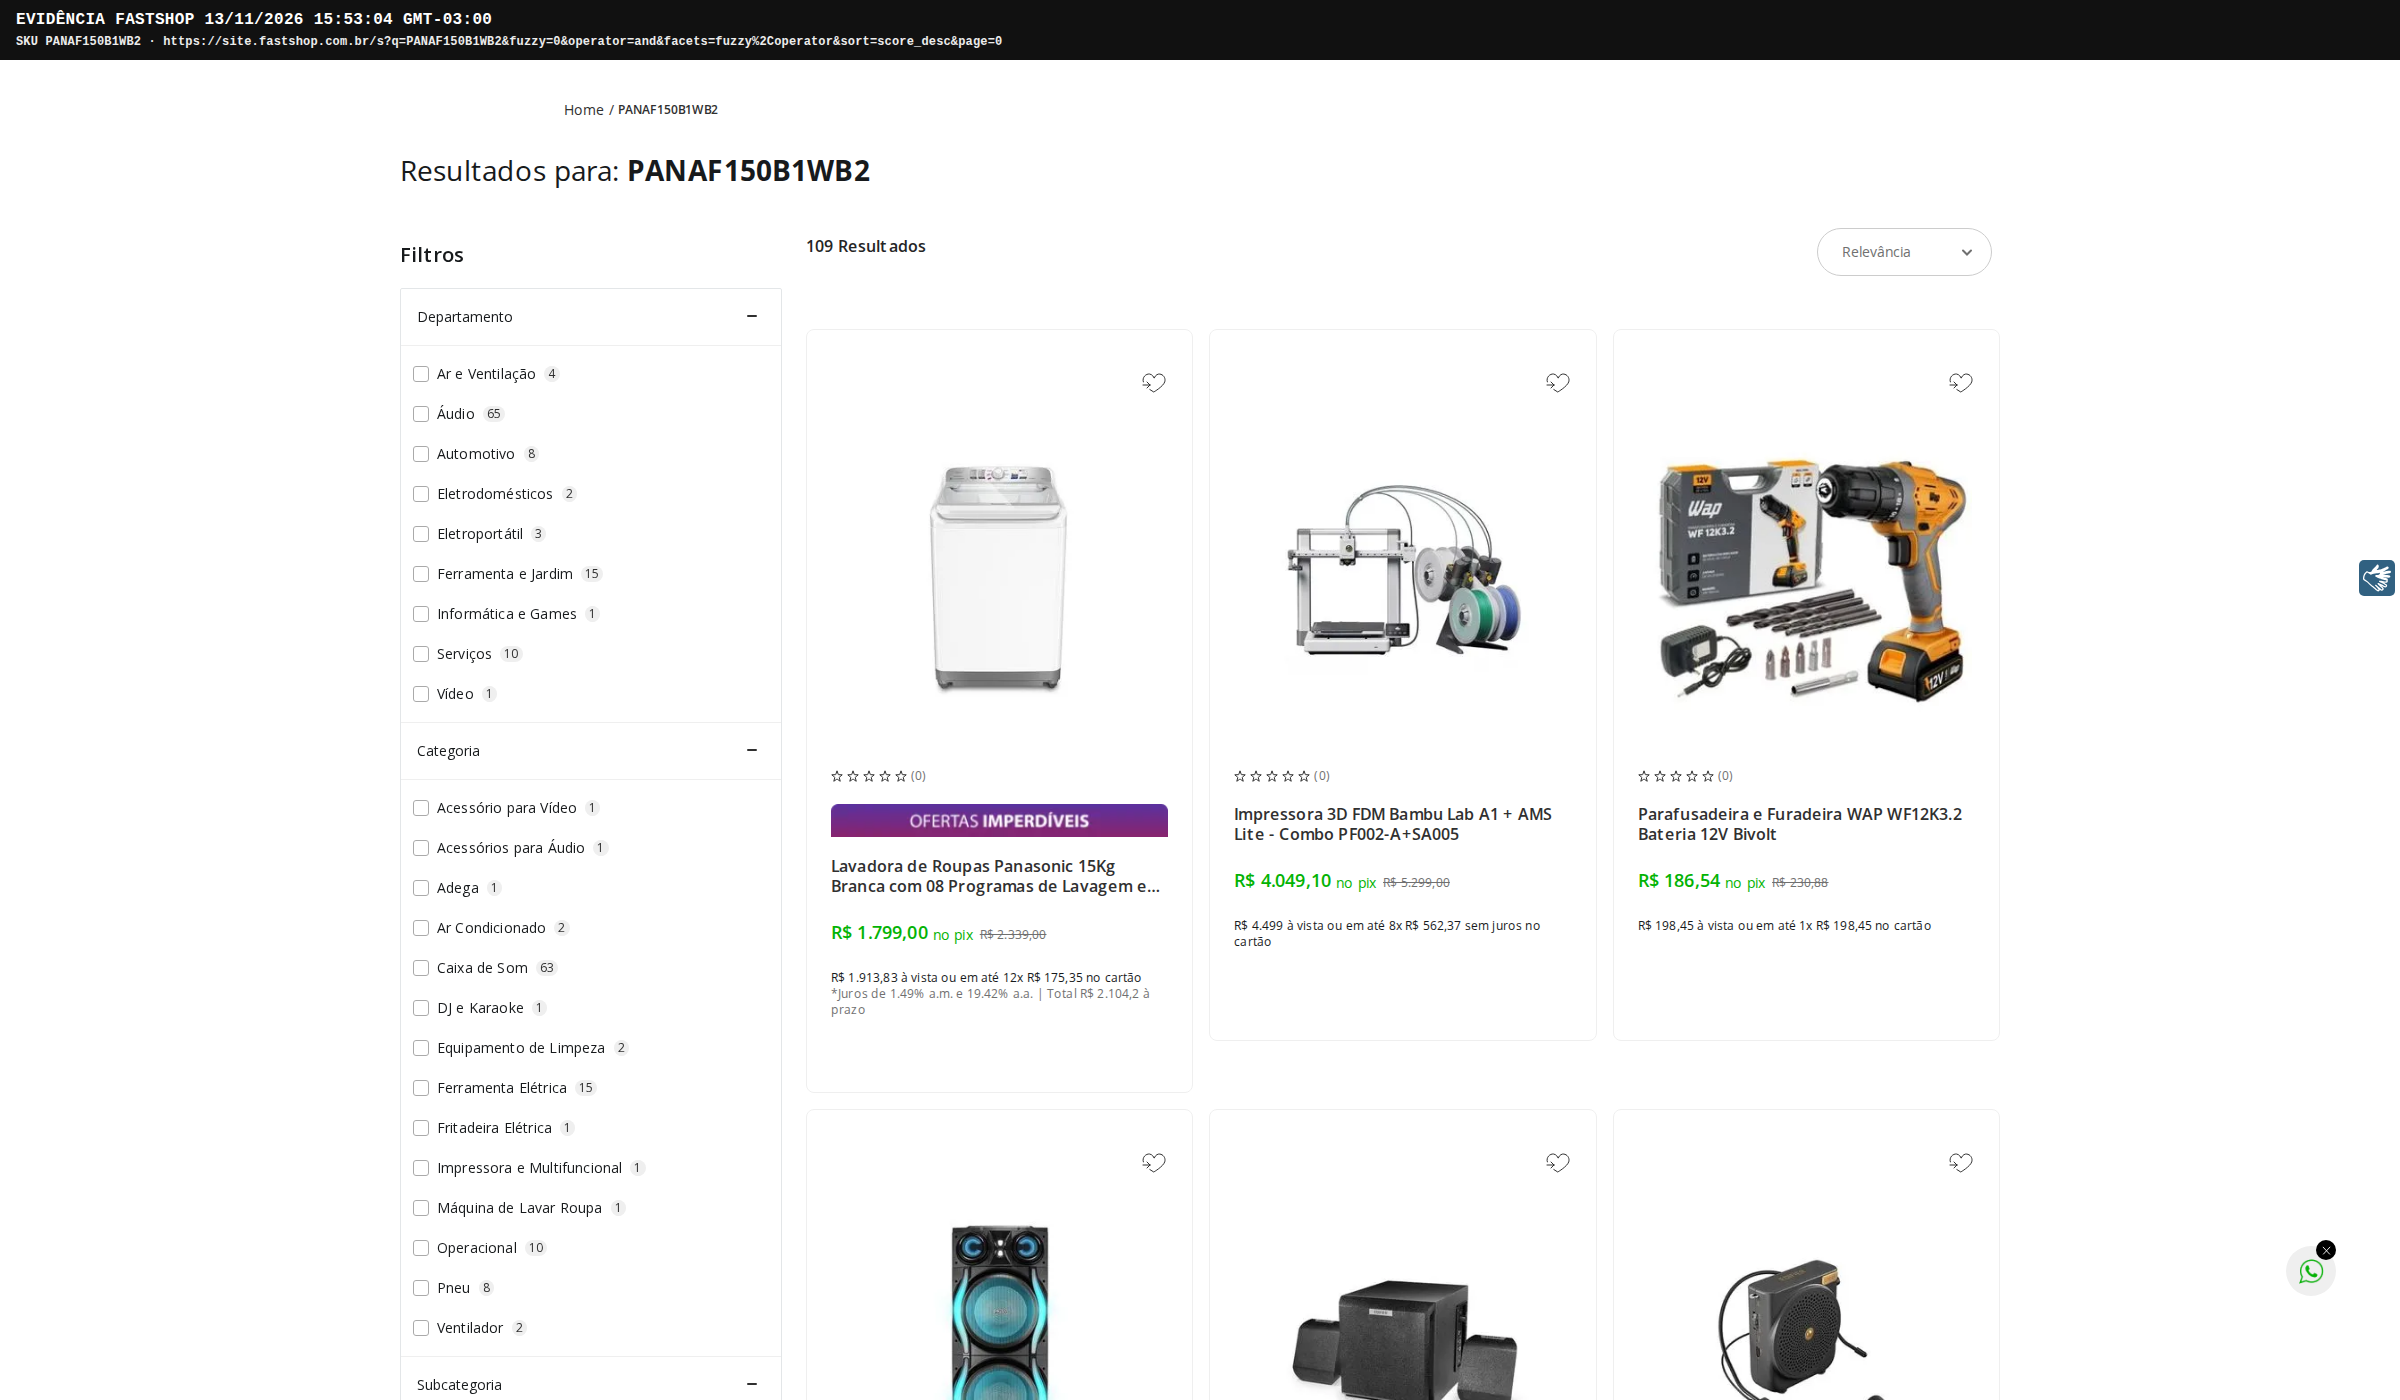 EVIDÊNCIA FASTSHOP 13/11/2026 15:53:04 GMT-03:00
SKU PANAF150B1WB2 · https://site.fastshop.com.br/s?q=PANAF150B1WB2&fuzzy=0&operator=and&facets=fuzzy%2Coperator&sort=score_desc&page=0
Home / PANAF150B1WB2
Resultados para: PANAF150B1WB2
Filtros
109 Resultados
Relevância
Departamento
Ar e Ventilação 4
Áudio 65
Automotivo 8
Eletrodomésticos 2
Eletroportátil 3
Ferramenta e Jardim 15
Informática e Games 1
Serviços 10
Vídeo 1
Categoria
Acessório para Vídeo 1
Acessórios para Áudio 1
Adega 1
Ar Condicionado 2
Caixa de Som 63
DJ e Karaoke 1
Equipamento de Limpeza 2
Ferramenta Elétrica 15
Fritadeira Elétrica 1
Impressora e Multifuncional 1
Máquina de Lavar Roupa 1
Operacional 10
Pneu 8
Ventilador 2
Subcategoria
(0)
OFERTAS IMPERDÍVEIS
Lavadora de Roupas Panasonic 15Kg
Branca com 08 Programas de Lavagem e...
R$ 1.799,00 no pix R$ 2.339,00
R$ 1.913,83 à vista ou em até 12x R$ 175,35 no cartão
*Juros de 1.49% a.m. e 19.42% a.a. | Total R$ 2.104,2 à
prazo
(0)
Impressora 3D FDM Bambu Lab A1 + AMS
Lite - Combo PF002-A+SA005
R$ 4.049,10 no pix R$ 5.299,00
R$ 4.499 à vista ou em até 8x R$ 562,37 sem juros no
cartão
12V
Wap
WF 12K3.2
12V
(0)
Parafusadeira e Furadeira WAP WF12K3.2
Bateria 12V Bivolt
R$ 186,54 no pix R$ 230,88
R$ 198,45 à vista ou em até 1x R$ 198,45 no cartão